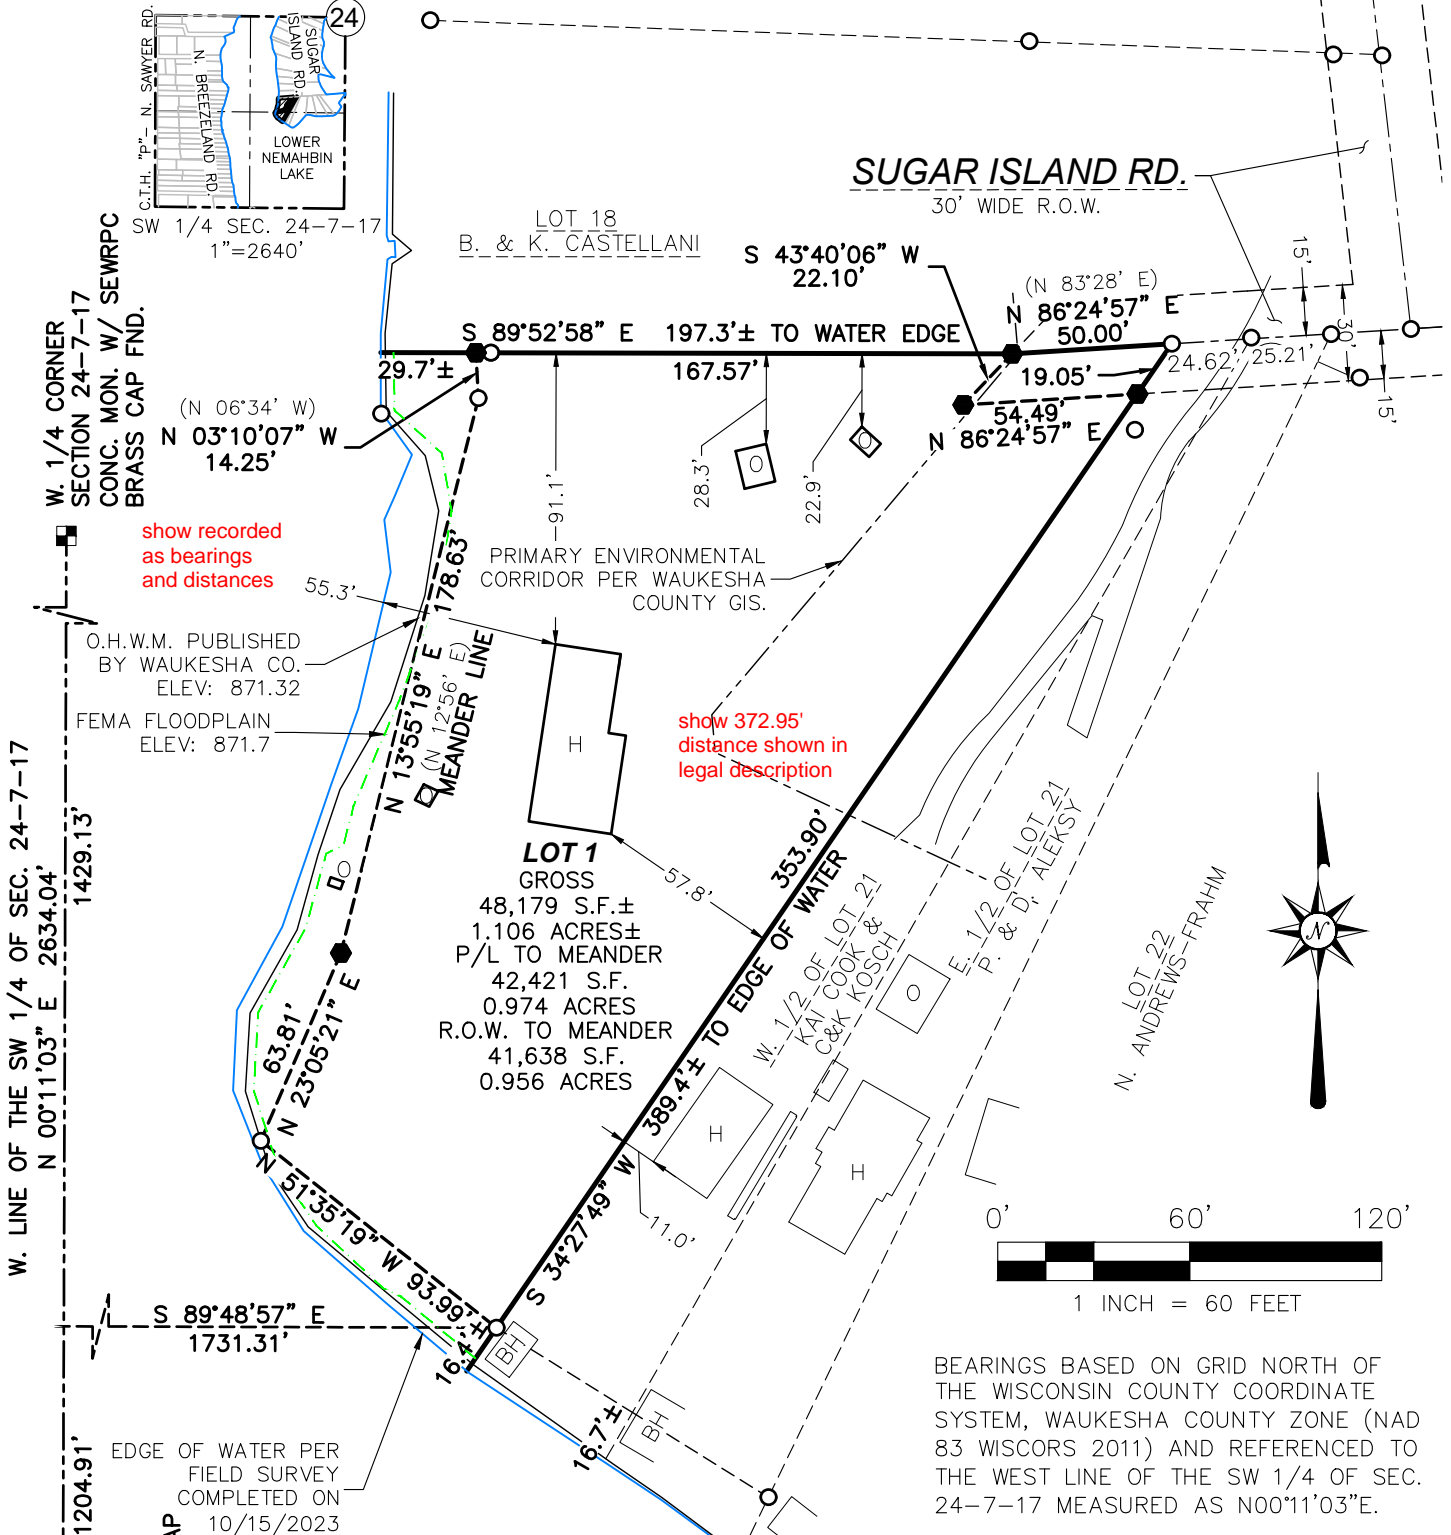 24
C.T.H. "P"– N. SAWYER RD.
N. BREEZELAND RD.
SUGAR
ISLAND RD.
LOWER
NEMAHBIN
LAKE
SW 1/4 SEC. 24–7–17
1"=2640'
W. 1/4 CORNER
SECTION 24–7–17
CONC. MON. W/ SEWRPC
BRASS CAP FND.
LOT 18
B. & K. CASTELLANI
SUGAR ISLAND RD.
30' WIDE R.O.W.
S 43°40'06" W
22.10'
(N 83°28' E)
N 86°24'57" E
50.00'
15'
30'
15'
S 89°52'58" E
197.3'± TO WATER EDGE
29.7'±
167.57'
19.05'
24.62'
25.21'
54.49'
N 86°24'57" E
(N 06°34' W)
N 03°10'07" W
14.25'
28.3'
22.9'
91.1'
O
O
show recorded
as bearings
and distances
PRIMARY ENVIRONMENTAL
CORRIDOR PER WAUKESHA
COUNTY GIS.
55.3'
O.H.W.M. PUBLISHED
BY WAUKESHA CO.
ELEV: 871.32
FEMA FLOODPLAIN
ELEV: 871.7
N 13°55'19" E 178.63'
(N 12°56' E)
MEANDER LINE
O
O
H
show 372.95'
distance shown in
legal description
W. LINE OF THE SW 1/4 OF SEC. 24–7–17
N 00°11'03" E 2634.04'
1429.13'
LOT 1
GROSS
48,179 S.F.±
1.106 ACRES±
P/L TO MEANDER
42,421 S.F.
0.974 ACRES
R.O.W. TO MEANDER
41,638 S.F.
0.956 ACRES
57.8'
353.90'
S 34°27'49" W 389.4'± TO EDGE OF WATER
W. 1/2 OF LOT 21
KAI COOK &
C&K KOSCH
E. 1/2 OF LOT 21
P. & D. ALEKSY
O
LOT 22
N. ANDREWS–FRAHM
N
63.81'
N 23°05'21" E
H
H
11.0'
N 51°35'19" W 93.99'
16.4'±
BH
BH
16.7'±
S 89°48'57" E
1731.31'
0'
60'
120'
1 INCH = 60 FEET
EDGE OF WATER PER
FIELD SURVEY
COMPLETED ON
10/15/2023
1204.91'
AP
BEARINGS BASED ON GRID NORTH OF
THE WISCONSIN COUNTY COORDINATE
SYSTEM, WAUKESHA COUNTY ZONE (NAD
83 WISCORS 2011) AND REFERENCED TO
THE WEST LINE OF THE SW 1/4 OF SEC.
24–7–17 MEASURED AS N00°11'03"E.